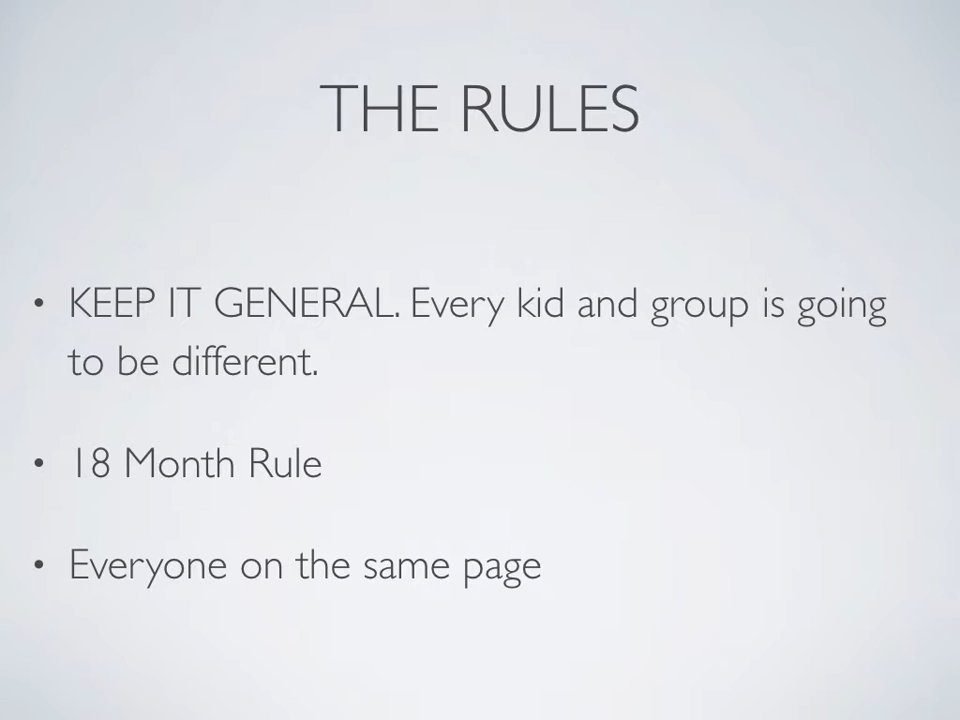 THE RULES
• KEEP IT GENERAL. Every kid and group is going
to be different.
• 18 Month Rule
• Everyone on the same page